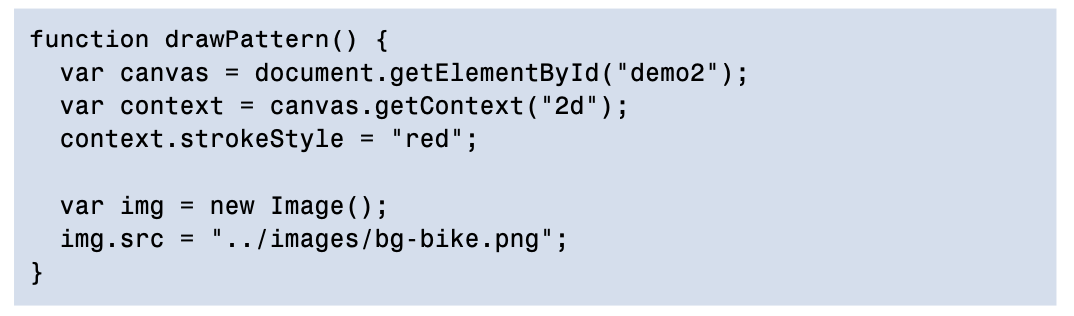 function drawPattern() {
  var canvas = document.getElementById("demo2");
  var context = canvas.getContext("2d");
  context.strokeStyle = "red";

  var img = new Image();
  img.src = "../images/bg-bike.png";
}